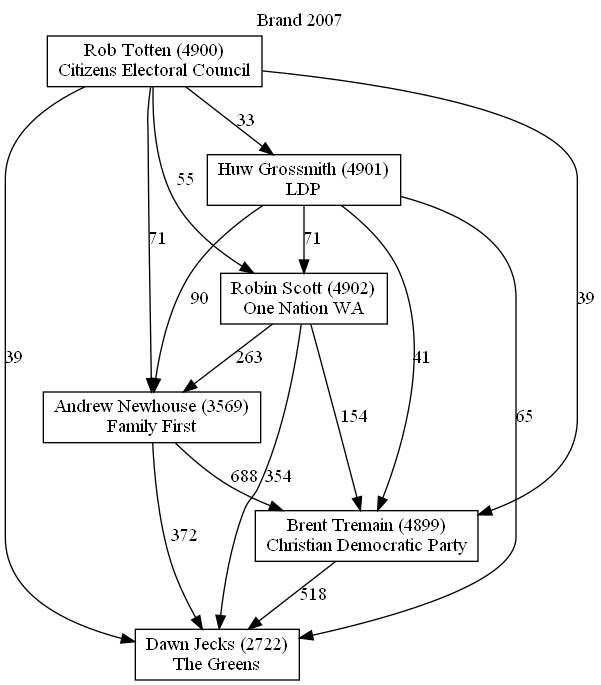 Brand 2007
Rob Totten (4900)
Citizens Electoral Council
33
Huw Grossmith (4901)
LDP
55
71
71
90
39
Robin Scott (4902)
One Nation WA
39
263
41
154
65
Andrew Newhouse (3569)
Family First
688
354
372
Brent Tremain (4899)
Christian Democratic Party
518
Dawn Jecks (2722)
The Greens